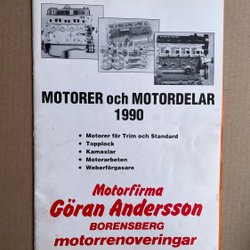 MOTORER och MOTORDELAR
1990
• Motorer för Trim och Standard
• Topplock
• Kamaxlar
• Motorarbeten
• Weberförgasare
Motorfirma
Göran Andersson
BORENSBERG
motorrenoveringar